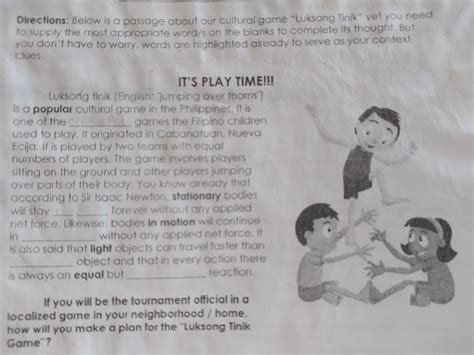 Directions: Below is a passage about our cultural game "Luksong Tinik" yet you need
to supply the most appropriate word/s on the blanks to complete its thought. But
you don't have to worry, words are highlighted already to serve as your context
clues.
IT'S PLAY TIME!!!
Luksong tinik (English: "jumping over thorns")
is a popular cultural game in the Philippines. It is
one of the __________ games the Filipino children
used to play. It originated in Cabanatuan, Nueva
Ecija. It is played by two teams with equal
numbers of players. The game involves players
sitting on the ground and other players jumping
over parts of their body. You know already that
according to Sir Isaac Newton, stationary bodies
will stay __________ forever without any applied
net force. Likewise, bodies in motion will continue
in __________ without any applied net force. It
is also said that light objects can travel faster than
__________ object and that in every action there
is always an equal but __________ reaction.
If you will be the tournament official in a
localized game in your neighborhood / home,
how will you make a plan for the "Luksong Tinik
Game"?